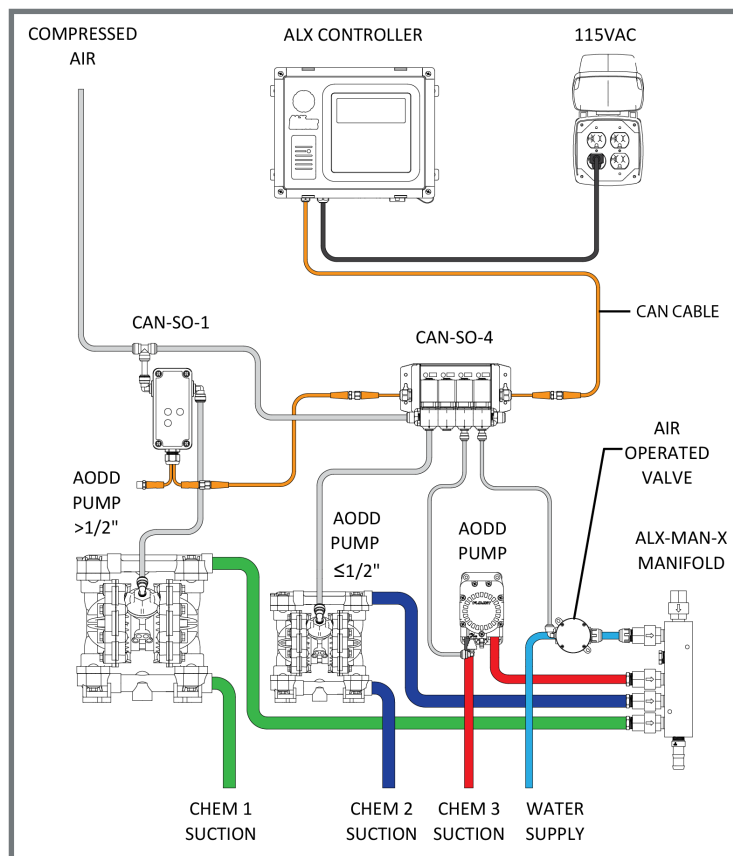 COMPRESSED
AIR
ALX CONTROLLER
115VAC
CAN CABLE
CAN-SO-1
CAN-SO-4
AIR
OPERATED
VALVE
AODD
PUMP
>1/2"
AODD
PUMP
≤1/2"
AODD
PUMP
ALX-MAN-X
MANIFOLD
CHEM 1
SUCTION
CHEM 2
SUCTION
CHEM 3
SUCTION
WATER
SUPPLY